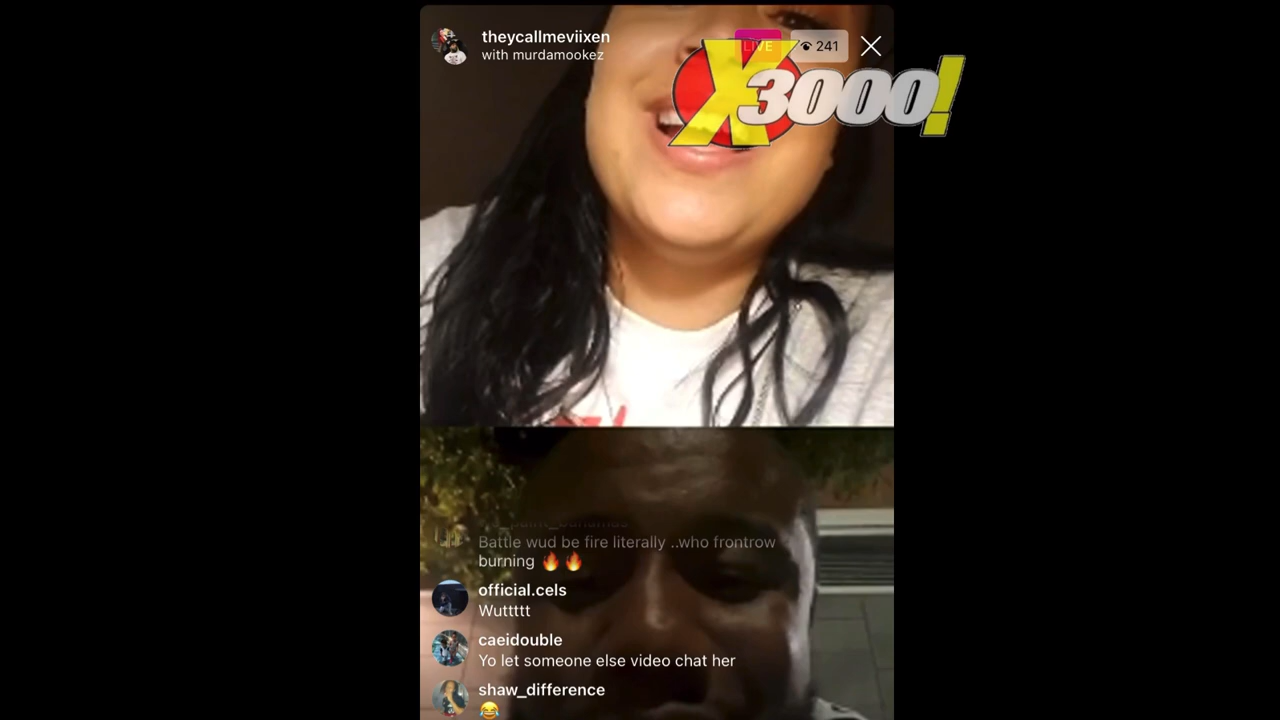 theycallmeviixen
with murdamookez
LIVE
241
X3000!
Battle wud be fire literally ..who frontrow
burning 🔥🔥
official.cels
Wuttttt
caeidouble
Yo let someone else video chat her
shaw_difference
😂